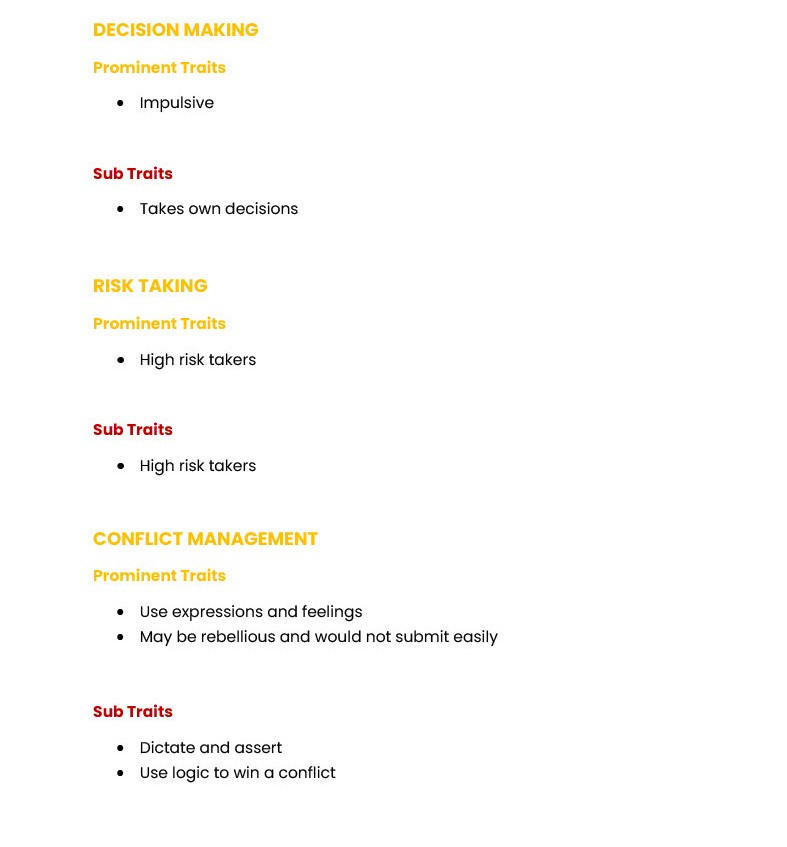 DECISION MAKING
Prominent Traits
• Impulsive
Sub Traits
• Takes own decisions
RISK TAKING
Prominent Traits
• High risk takers
Sub Traits
• High risk takers
CONFLICT MANAGEMENT
Prominent Traits
• Use expressions and feelings
• May be rebellious and would not submit easily
Sub Traits
• Dictate and assert
• Use logic to win a conflict